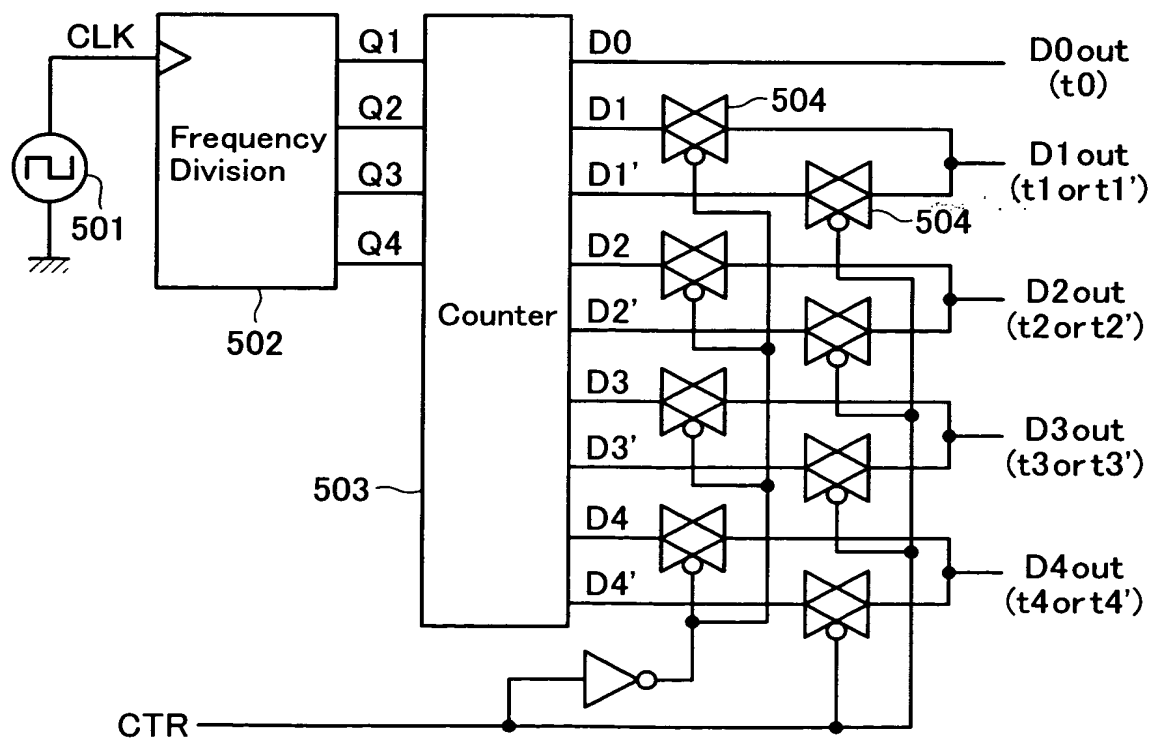 CLK
501
Frequency
Division
502
Q1
Q2
Q3
Q4
Counter
503
D0
D1
D1'
D2
D2'
D3
D3'
D4
D4'
504
504
D0out
(t0)
D1out
(t1ort1')
D2out
(t2ort2')
D3out
(t3ort3')
D4out
(t4ort4')
CTR